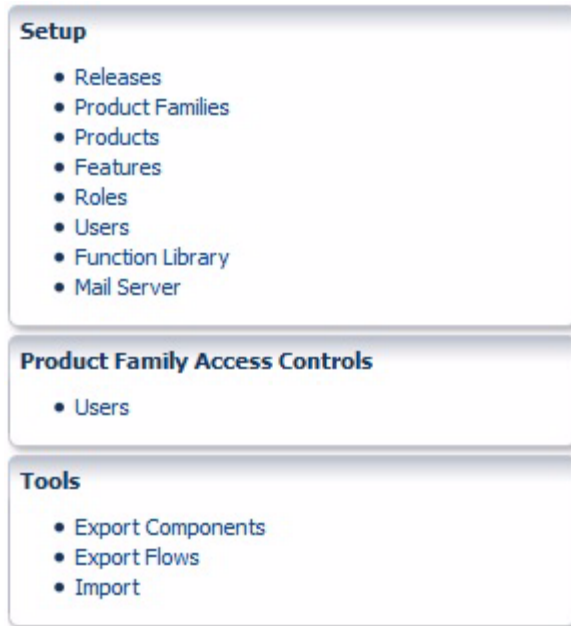 Setup
Releases
Product Families
Products
Features
Roles
Users
Function Library
Mail Server
Product Family Access Controls
Users
Tools
Export Components
Export Flows
Import